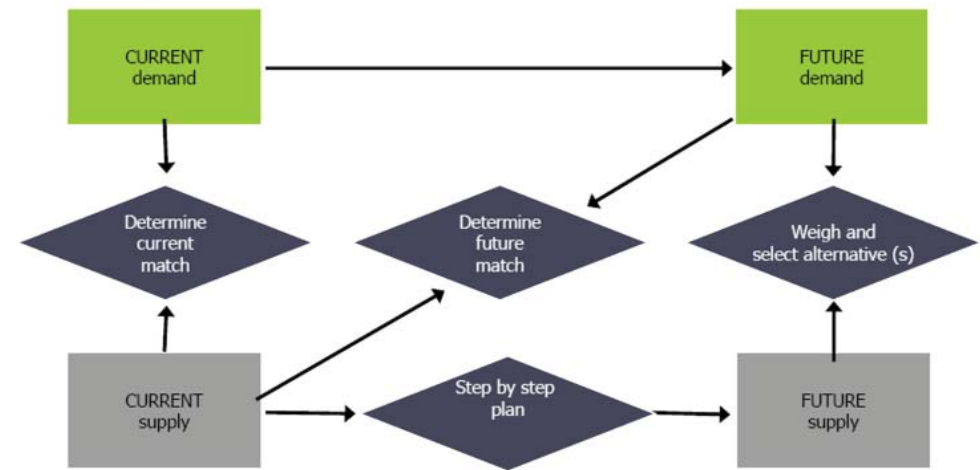 CURRENT
demand
FUTURE
demand
Determine
current
match
Determine
future
match
Weigh and
select alternative (s)
CURRENT
supply
Step by step
plan
FUTURE
supply